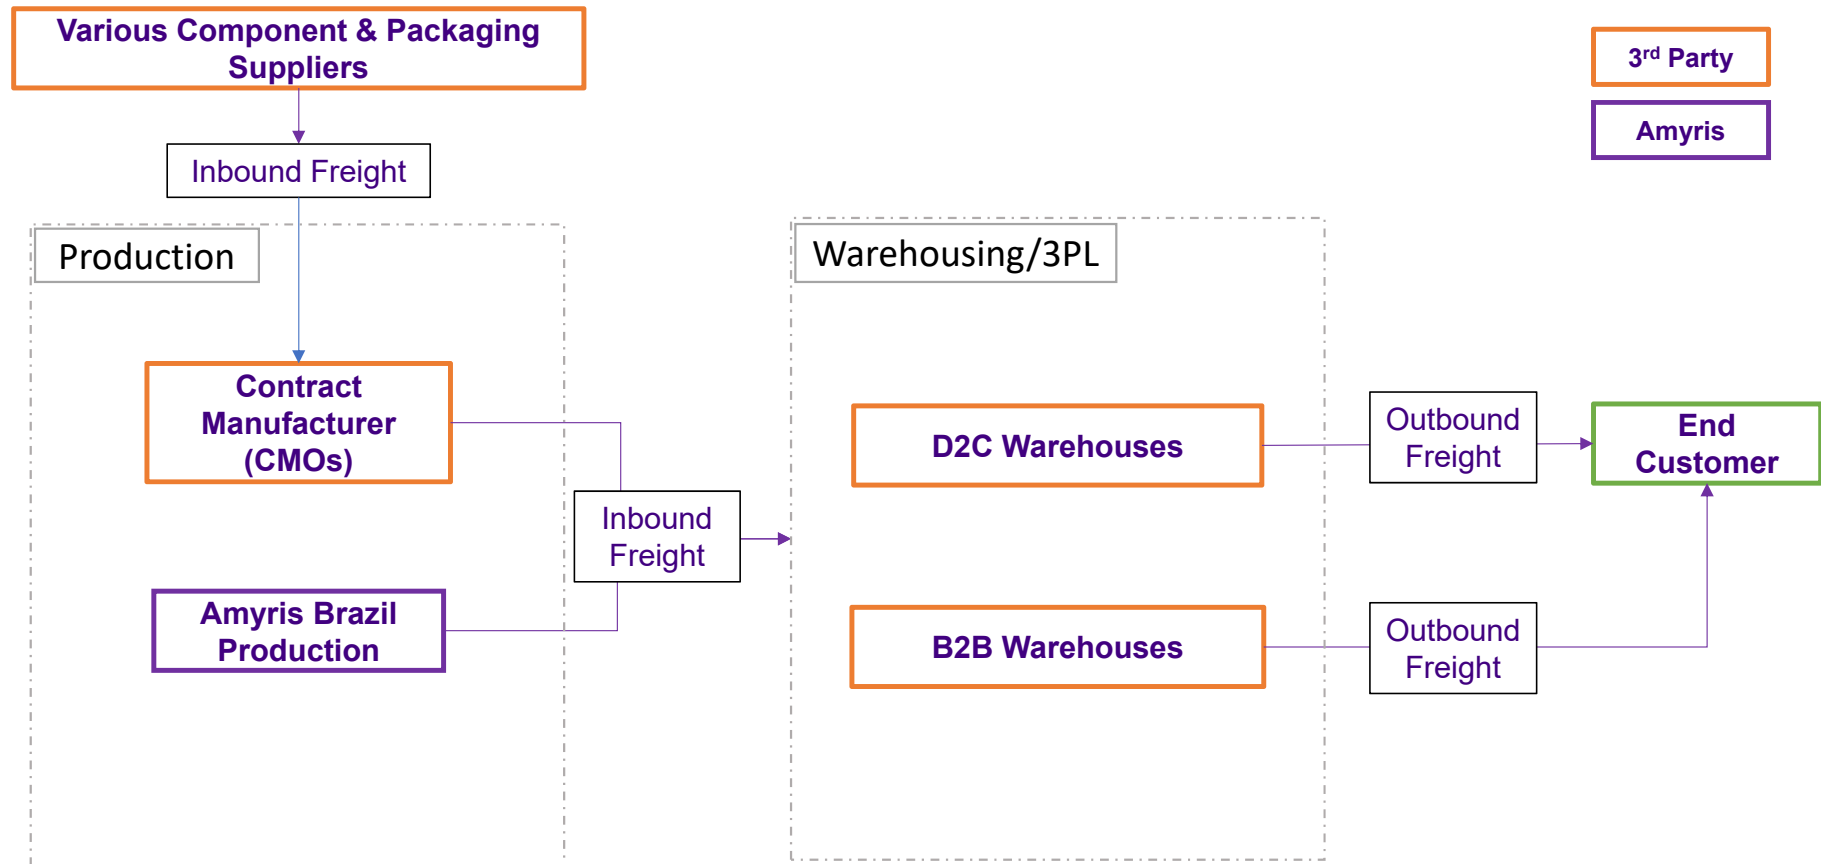 Various Component & Packaging
Suppliers
3rd Party
Amyris
Inbound Freight
Production
Warehousing/3PL
Contract
Manufacturer
(CMOs)
D2C Warehouses
Outbound
Freight
End
Customer
Inbound
Freight
Amyris Brazil
Production
B2B Warehouses
Outbound
Freight